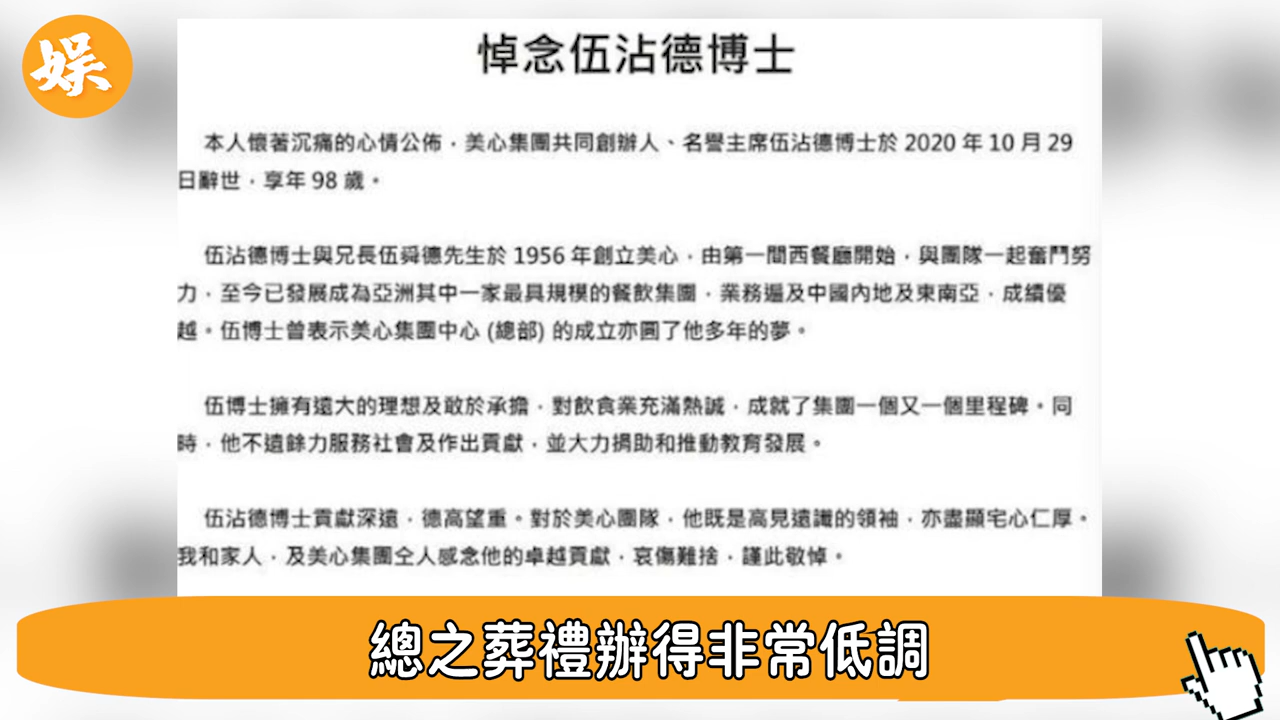 娱
悼念伍沾德博士
本人懷著沉痛的心情公佈，美心集團共同創辦人、名譽主席伍沾德博士於 2020 年 10 月 29
日辭世，享年 98 歲。
伍沾德博士與兄長伍舜德先生於 1956 年創立美心，由第一間西餐廳開始，與團隊一起奮鬥努
力，至今已發展成為亞洲其中一家最具規模的餐飲集團，業務遍及中國內地及東南亞，成績優
越。伍博士曾表示美心集團中心 (總部) 的成立亦圓了他多年的夢。
伍博士擁有遠大的理想及敢於承擔，對飲食業充滿熱誠，成就了集團一個又一個里程碑。同
時，他不遺餘力服務社會及作出貢獻，並大力捐助和推動教育發展。
伍沾德博士貢獻深遠，德高望重。對於美心團隊，他既是高見遠識的領袖，亦盡顯宅心仁厚。
我和家人，及美心集團仝人感念他的卓越貢獻，哀傷難捨，謹此敬悼。
總之葬禮辦得非常低調